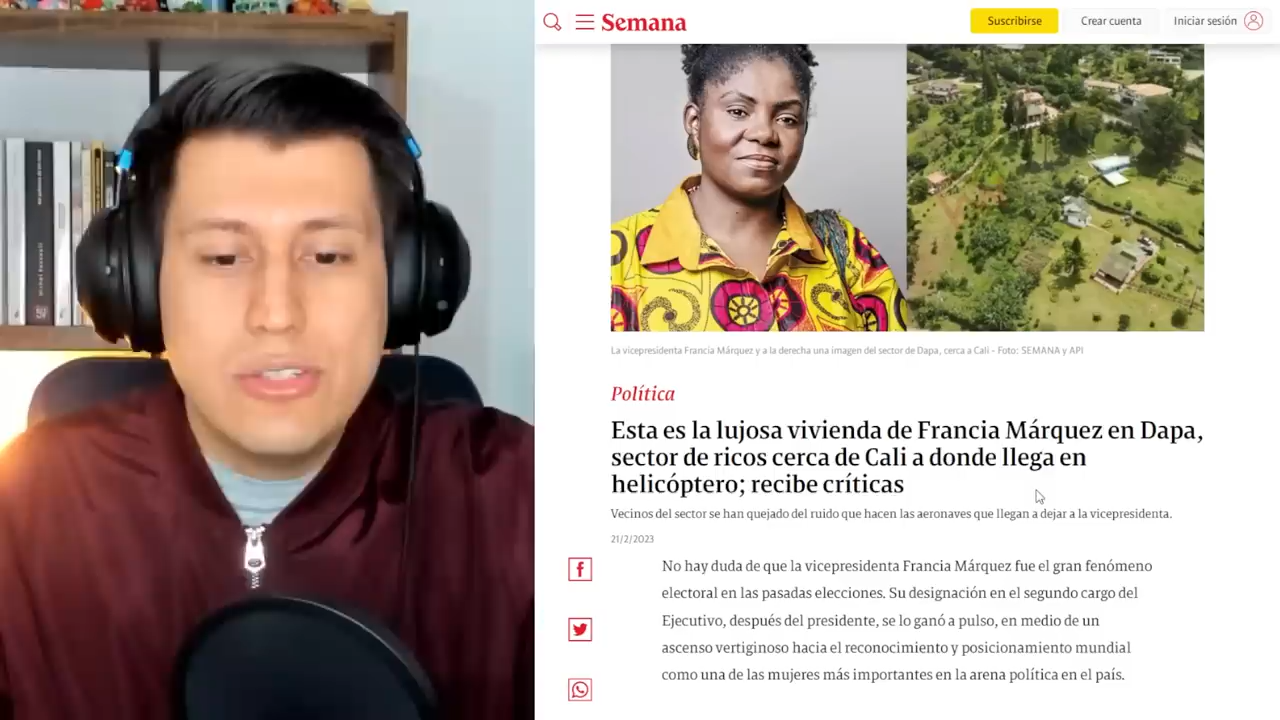 Semana
Suscribirse
Crear cuenta
Iniciar sesión
La vicepresidenta Francia Márquez y a la derecha una imagen del sector de Dapa, cerca a Cali - Foto: SEMANA y API
Política
Esta es la lujosa vivienda de Francia Márquez en Dapa,
sector de ricos cerca de Cali a donde llega en
helicóptero; recibe críticas
Vecinos del sector se han quejado del ruido que hacen las aeronaves que llegan a dejar a la vicepresidenta.
21/2/2023
No hay duda de que la vicepresidenta Francia Márquez fue el gran fenómeno
electoral en las pasadas elecciones. Su designación en el segundo cargo del
Ejecutivo, después del presidente, se lo ganó a pulso, en medio de un
ascenso vertiginoso hacia el reconocimiento y posicionamiento mundial
como una de las mujeres más importantes en la arena política en el país.